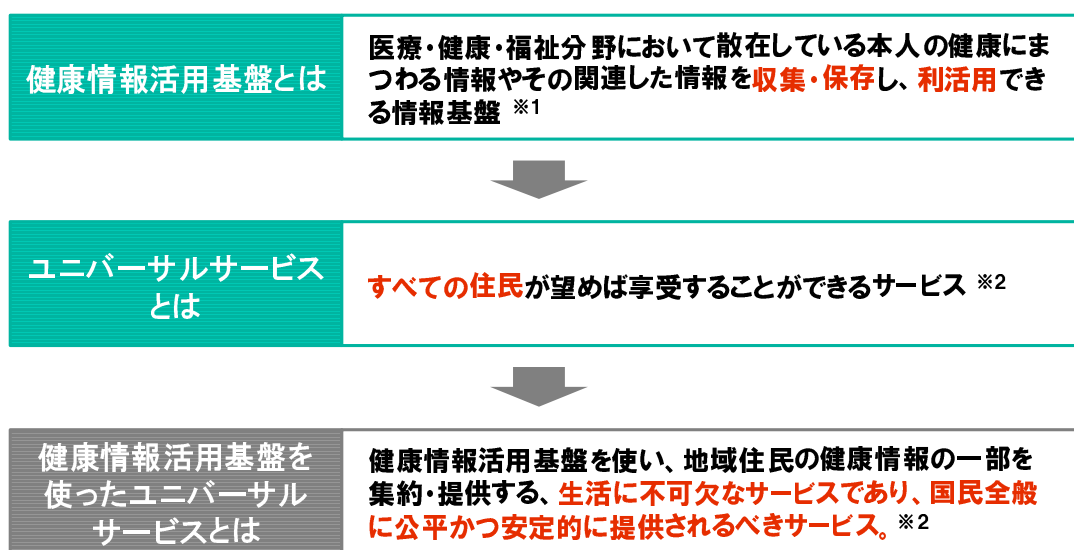 健康情報活用基盤とは
医療・健康・福祉分野において散在している本人の健康にま
つわる情報やその関連した情報を収集・保存し、利活用でき
る情報基盤 ※1
ユニバーサルサービス
とは
すべての住民が望めば享受することができるサービス ※2
健康情報活用基盤を
使ったユニバーサル
サービスとは
健康情報活用基盤を使い、地域住民の健康情報の一部を
集約・提供する、生活に不可欠なサービスであり、国民全般
に公平かつ安定的に提供されるべきサービス。※2